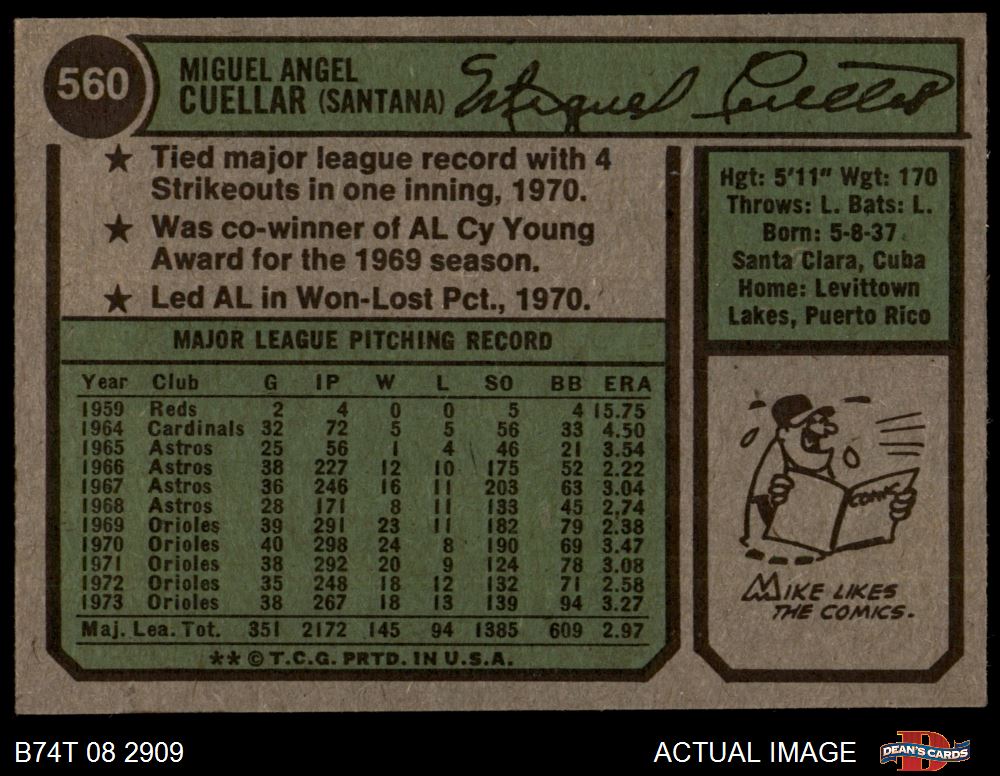 560
MIGUEL ANGEL
CUELLAR (SANTANA)
Miguel Cuellar
★ Tied major league record with 4
Strikeouts in one inning, 1970.
★ Was co-winner of AL Cy Young
Award for the 1969 season.
★ Led AL in Won-Lost Pct., 1970.
MAJOR LEAGUE PITCHING RECORD
Year Club G IP W L SO BB ERA
1959 Reds 2 4 0 0 5 4 15.75
1964 Cardinals 32 72 5 5 56 33 4.50
1965 Astros 25 56 1 4 46 21 3.54
1966 Astros 38 227 12 10 175 52 2.22
1967 Astros 36 246 16 11 203 63 3.04
1968 Astros 28 171 8 11 133 45 2.74
1969 Orioles 39 291 23 11 182 79 2.38
1970 Orioles 40 298 24 8 190 69 3.47
1971 Orioles 38 292 20 9 124 78 3.08
1972 Orioles 35 248 18 12 132 71 2.58
1973 Orioles 38 267 18 13 139 94 3.27
Maj. Lea. Tot. 351 2172 145 94 1385 609 2.97
** © T.C.G. PRTD. IN U.S.A.
Hgt: 5'11" Wgt: 170
Throws: L. Bats: L.
Born: 5-8-37
Santa Clara, Cuba
Home: Levittown
Lakes, Puerto Rico
COMIC
MIKE LIKES
THE COMICS.
B74T 08 2909
ACTUAL IMAGE
D
DEAN'S CARDS